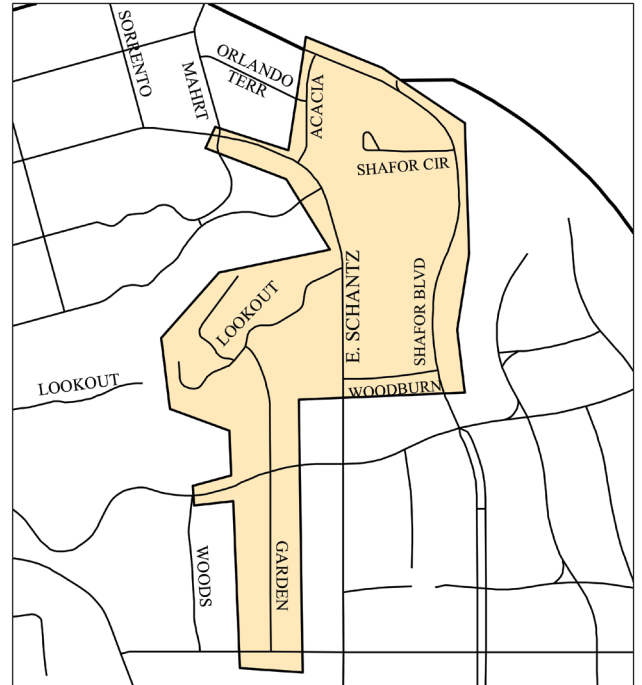 SORRENTO
MAHRT
ORLANDO
TERR
ACACIA
SHAFOR CIR
LOOKOUT
E. SCHANTZ
SHAFOR BLVD
LOOKOUT
WOODBURN
WOODS
GARDEN